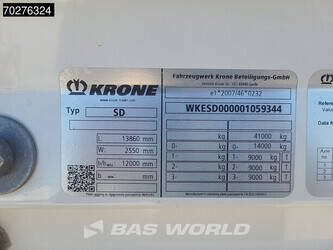 70276324
KRONE
Fahrzeugwerk Krone Beteiligungs-GmbH
e1*2007/46*0232
Typ SD
WKESD000001059344
L: 13860 mm
W: 2550 mm
12000 mm
b mm
kg 41000 kg
0- kg 14000 kg
1- kg 1- 9000 kg T
2- kg 2- 9000 kg T
3- kg 3- 9000 kg T
Date N
BAS WORLD